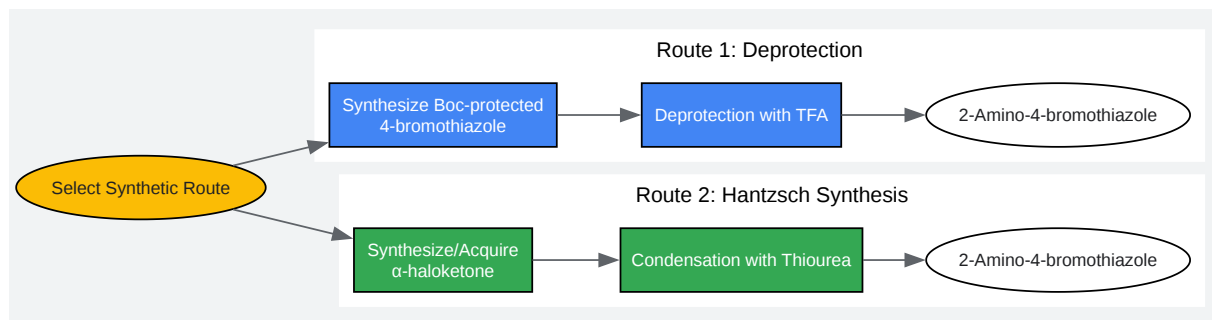 Route 1: Deprotection
Synthesize Boc-protected
4-bromothiazole
Deprotection with TFA
2-Amino-4-bromothiazole
Select Synthetic Route
Route 2: Hantzsch Synthesis
Synthesize/Acquire
α-haloketone
Condensation with Thiourea
2-Amino-4-bromothiazole